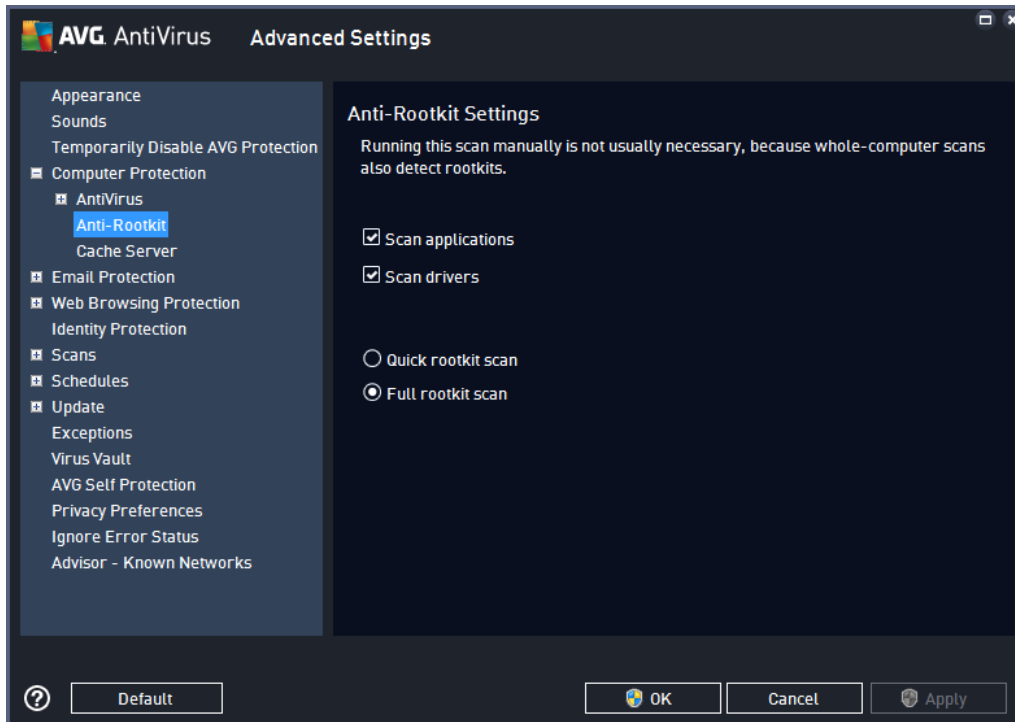 AVG. AntiVirus Advanced Settings
Appearance
Sounds
Temporarily Disable AVG Protection
Computer Protection
AntiVirus
Anti-Rootkit
Cache Server
Email Protection
Web Browsing Protection
Identity Protection
Scans
Schedules
Update
Exceptions
Virus Vault
AVG Self Protection
Privacy Preferences
Ignore Error Status
Advisor - Known Networks
Anti-Rootkit Settings
Running this scan manually is not usually necessary, because whole-computer scans
also detect rootkits.
Scan applications
Scan drivers
Quick rootkit scan
Full rootkit scan
? Default OK Cancel Apply